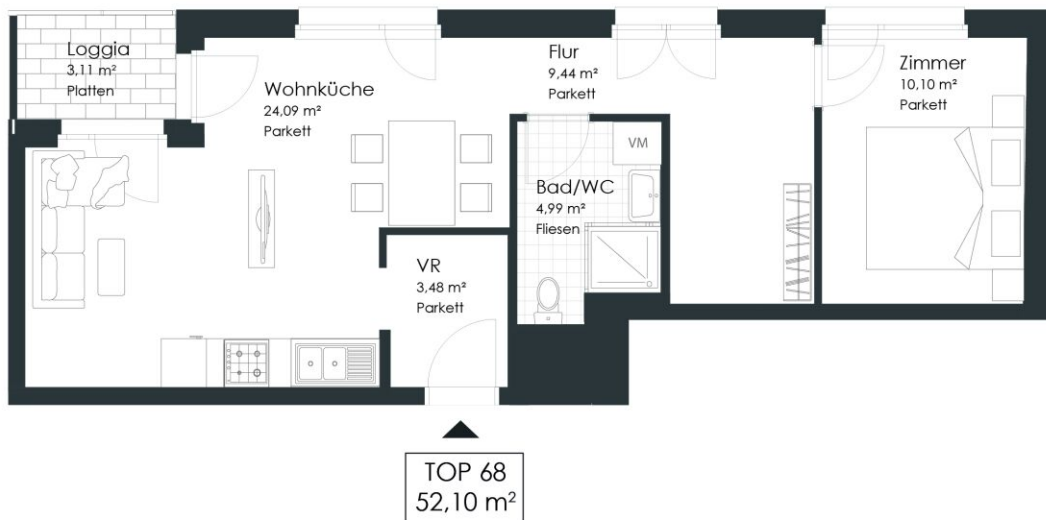 Loggia
3,11 m²
Platten
Wohnküche
24,09 m²
Parkett
Flur
9,44 m²
Parkett
Zimmer
10,10 m²
Parkett
VM
Bad/WC
4,99 m²
Fliesen
VR
3,48 m²
Parkett
TOP 68
52,10 m²